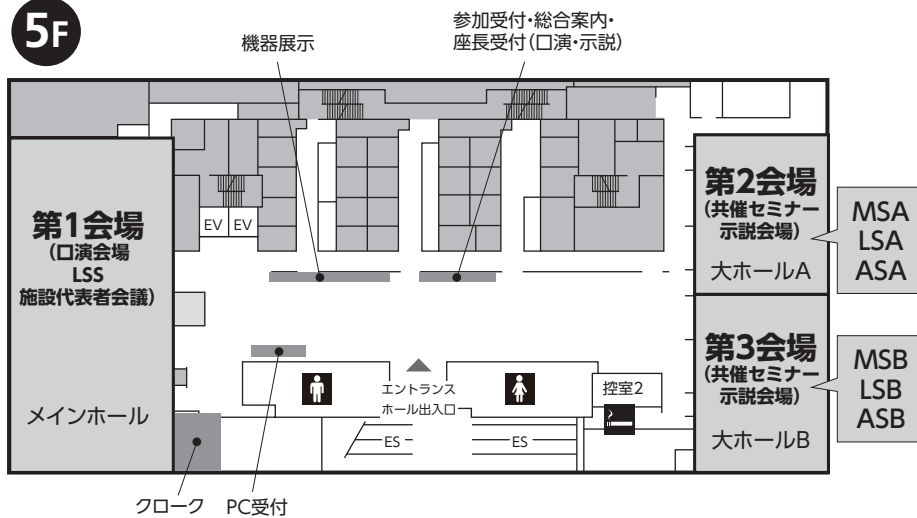 5F
機器展示
参加受付・総合案内・
座長受付（口演・示説）
第1会場
（口演会場
LSS
施設代表者会議）
メインホール
EV
EV
第2会場
（共催セミナー
示説会場）
大ホールA
MSA
LSA
ASA
第3会場
（共催セミナー
示説会場）
大ホールB
MSB
LSB
ASB
エントランス
ホール出入口
控室2
ES
ES
クローク
PC受付